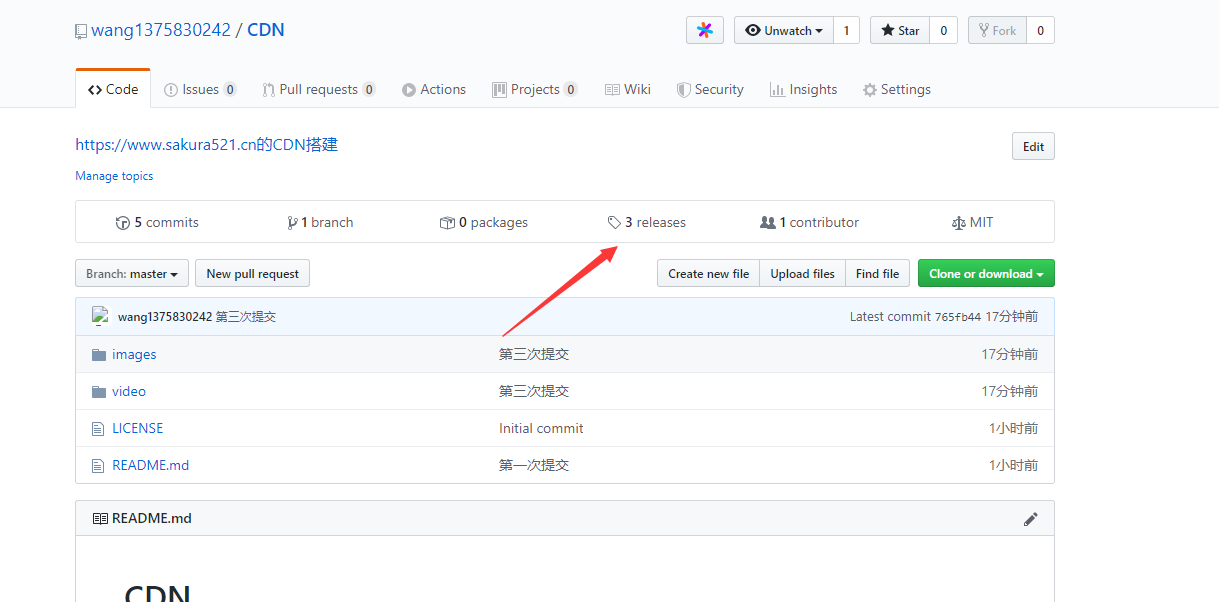 wang1375830242 / CDN Unwatch 1 Star 0 Fork 0
Code Issues 0 Pull requests 0 Actions Projects 0 Wiki Security Insights Settings
https://www.sakura521.cn的CDN搭建 Edit
Manage topics
5 commits 1 branch 0 packages 3 releases 1 contributor MIT
Branch: master New pull request Create new file Upload files Find file Clone or download
wang1375830242 第三次提交 Latest commit 765fb44 17分钟前
images 第三次提交 17分钟前
video 第三次提交 17分钟前
LICENSE Initial commit 1小时前
README.md 第一次提交 1小时前
README.md
CDN